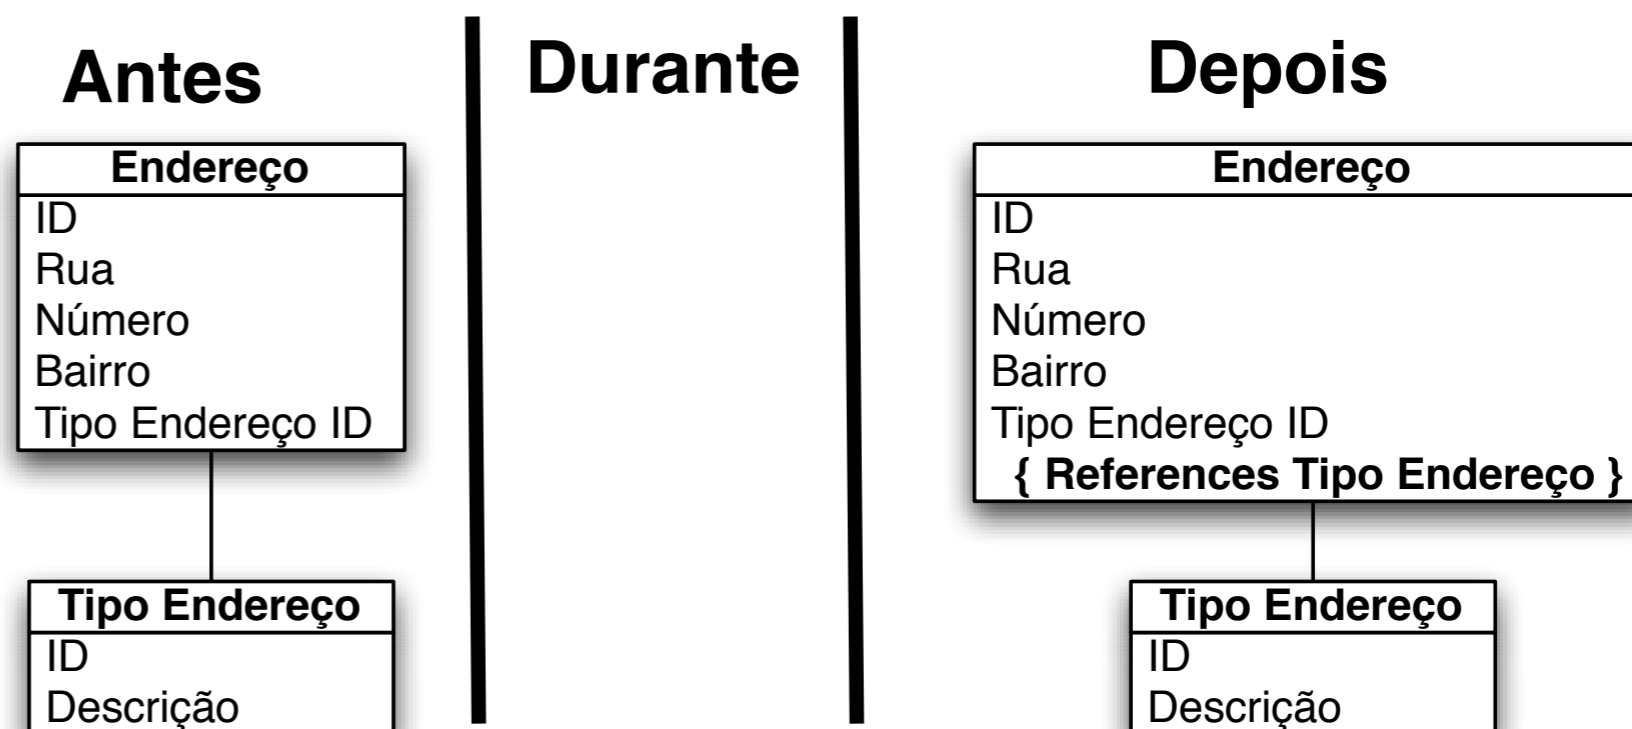 Antes
Endereço
ID
Rua
Número
Bairro
Tipo Endereço ID
Tipo Endereço
ID
Descrição
Durante
Depois
Endereço
ID
Rua
Número
Bairro
Tipo Endereço ID
{ References Tipo Endereço }
Tipo Endereço
ID
Descrição